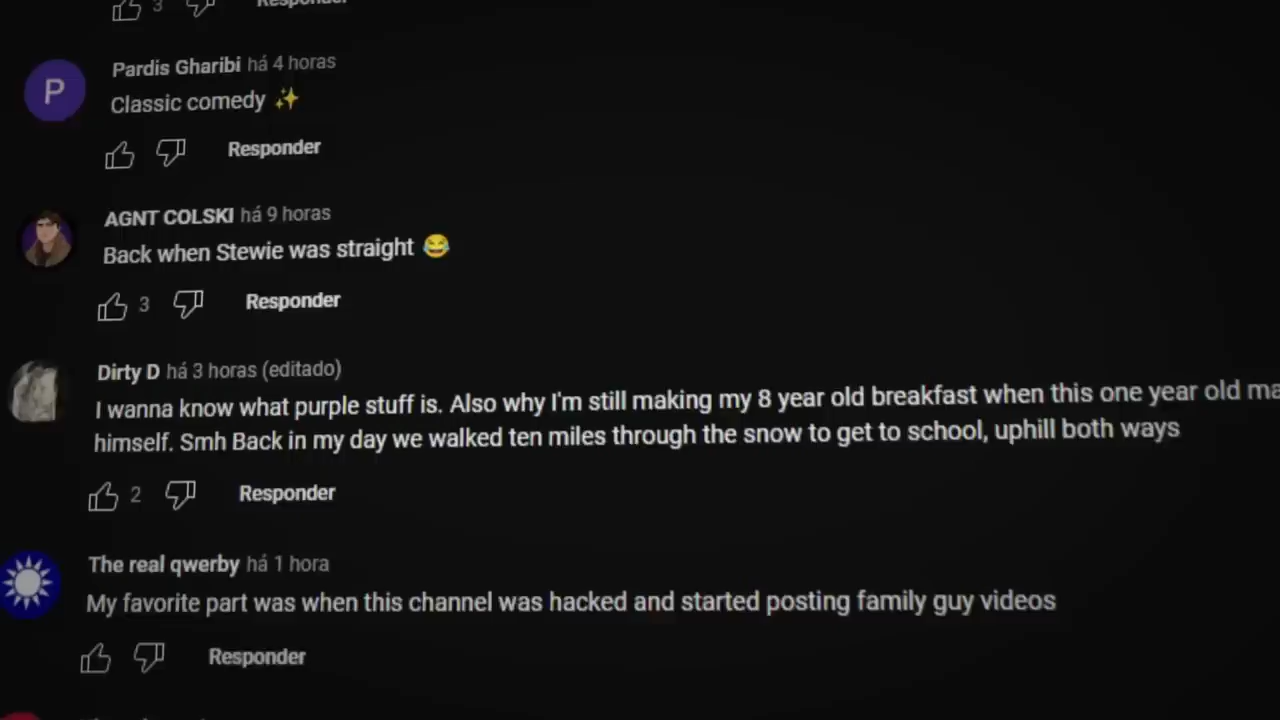 3 Responder
P
Pardis Gharibi há 4 horas
Classic comedy ✨
Responder
AGNT COLSKI há 9 horas
Back when Stewie was straight 😂
3 Responder
Dirty D há 3 horas (editado)
I wanna know what purple stuff is. Also why I'm still making my 8 year old breakfast when this one year old ma
himself. Smh Back in my day we walked ten miles through the snow to get to school, uphill both ways
2 Responder
The real qwerby há 1 hora
My favorite part was when this channel was hacked and started posting family guy videos
Responder